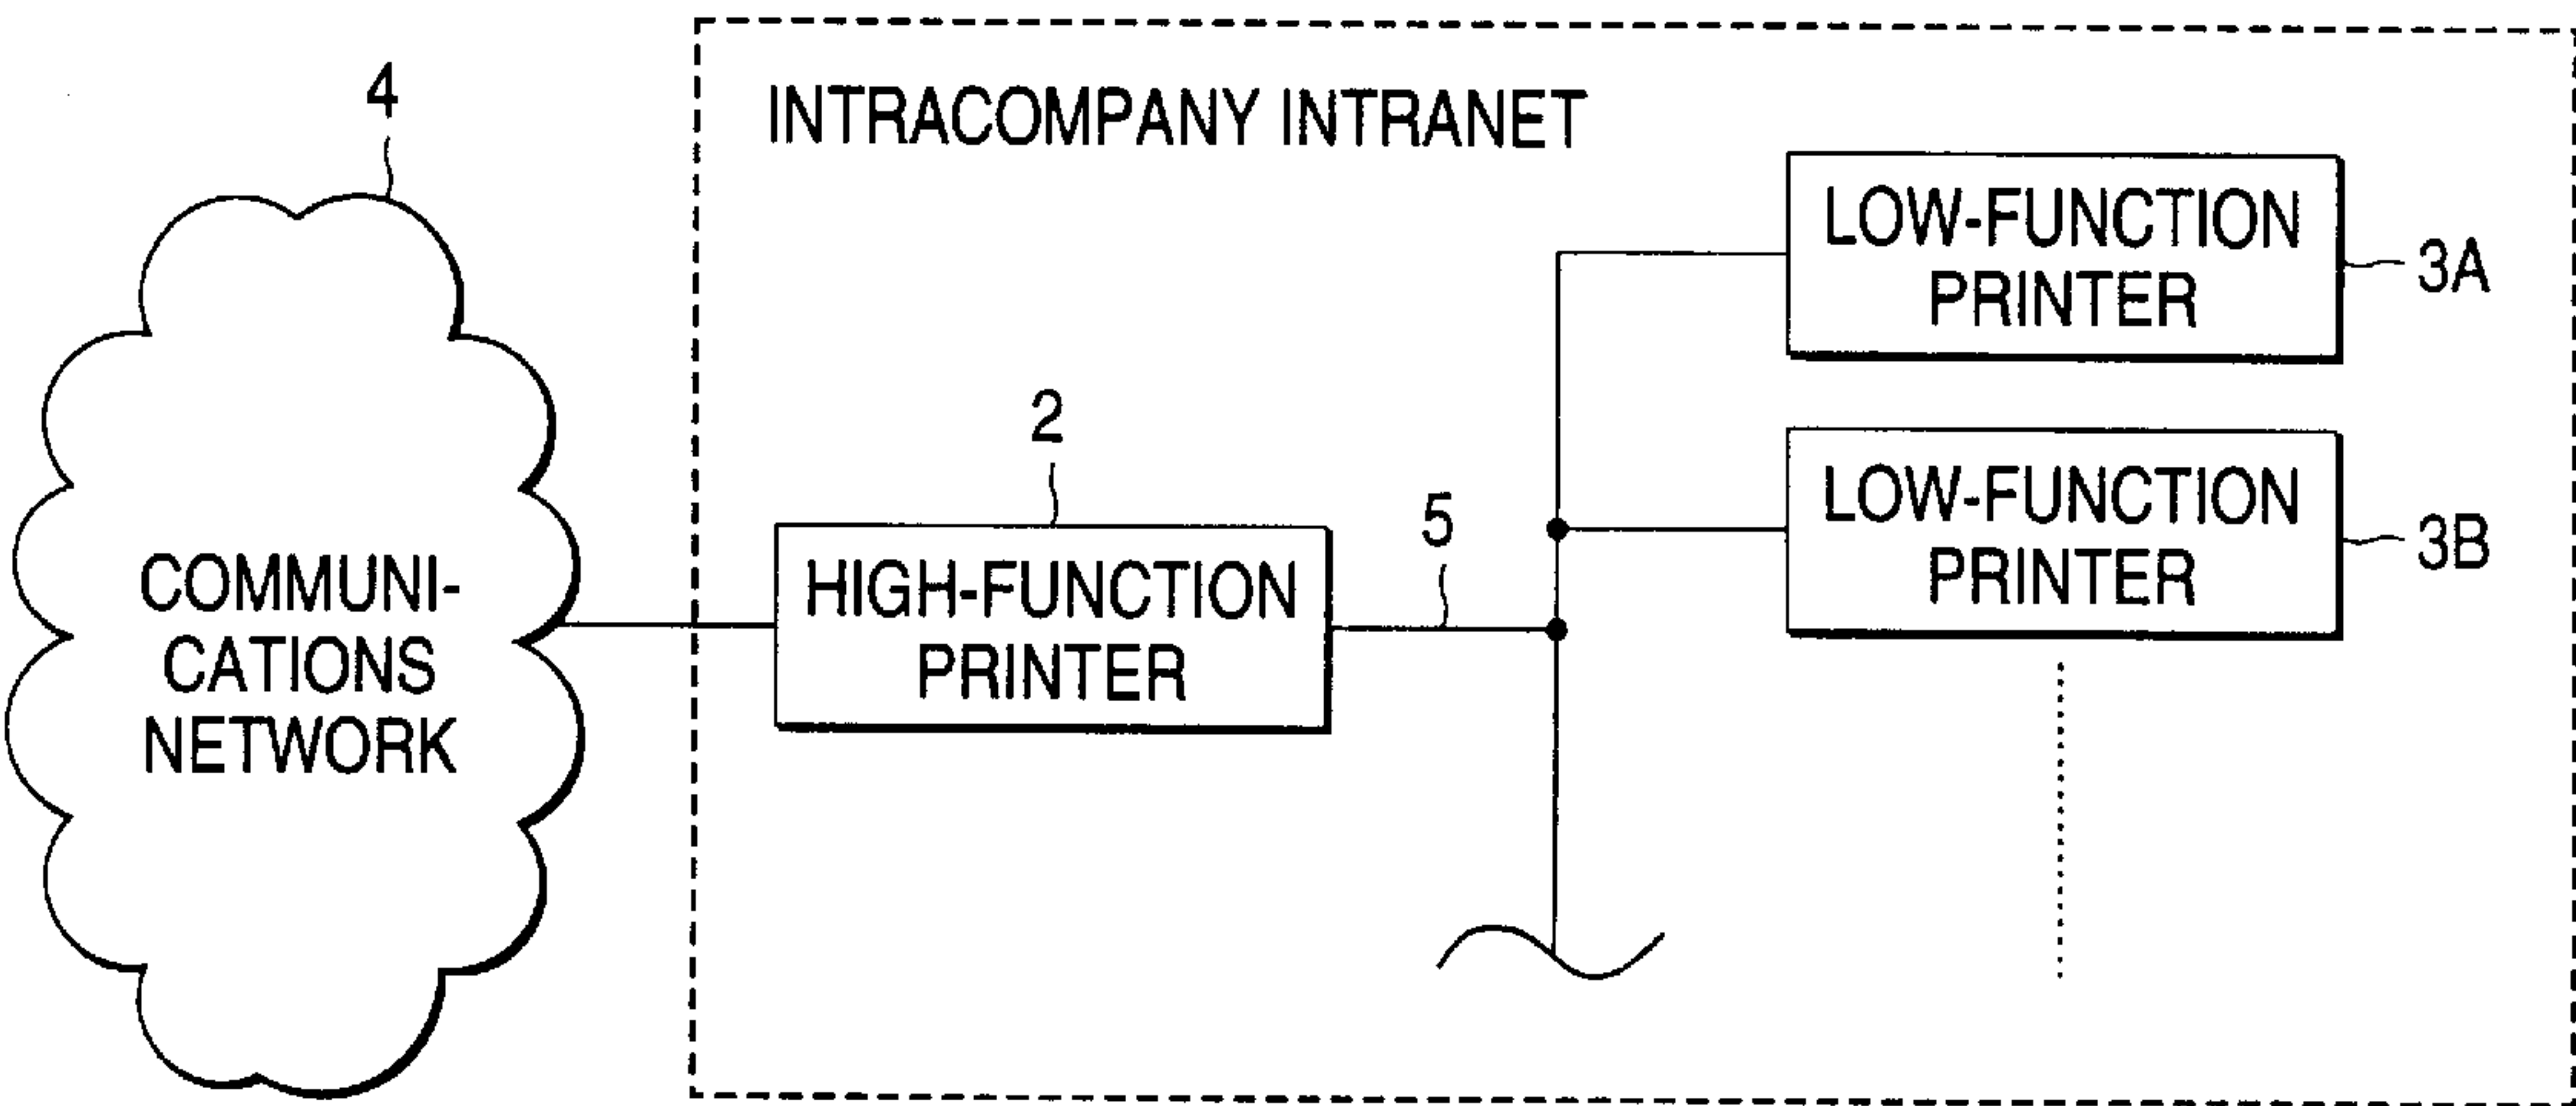 4
INTRACOMPANY INTRANET
LOW-FUNCTION
PRINTER
3A
2
5
LOW-FUNCTION
PRINTER
3B
HIGH-FUNCTION
PRINTER
COMMUNI-
CATIONS
NETWORK